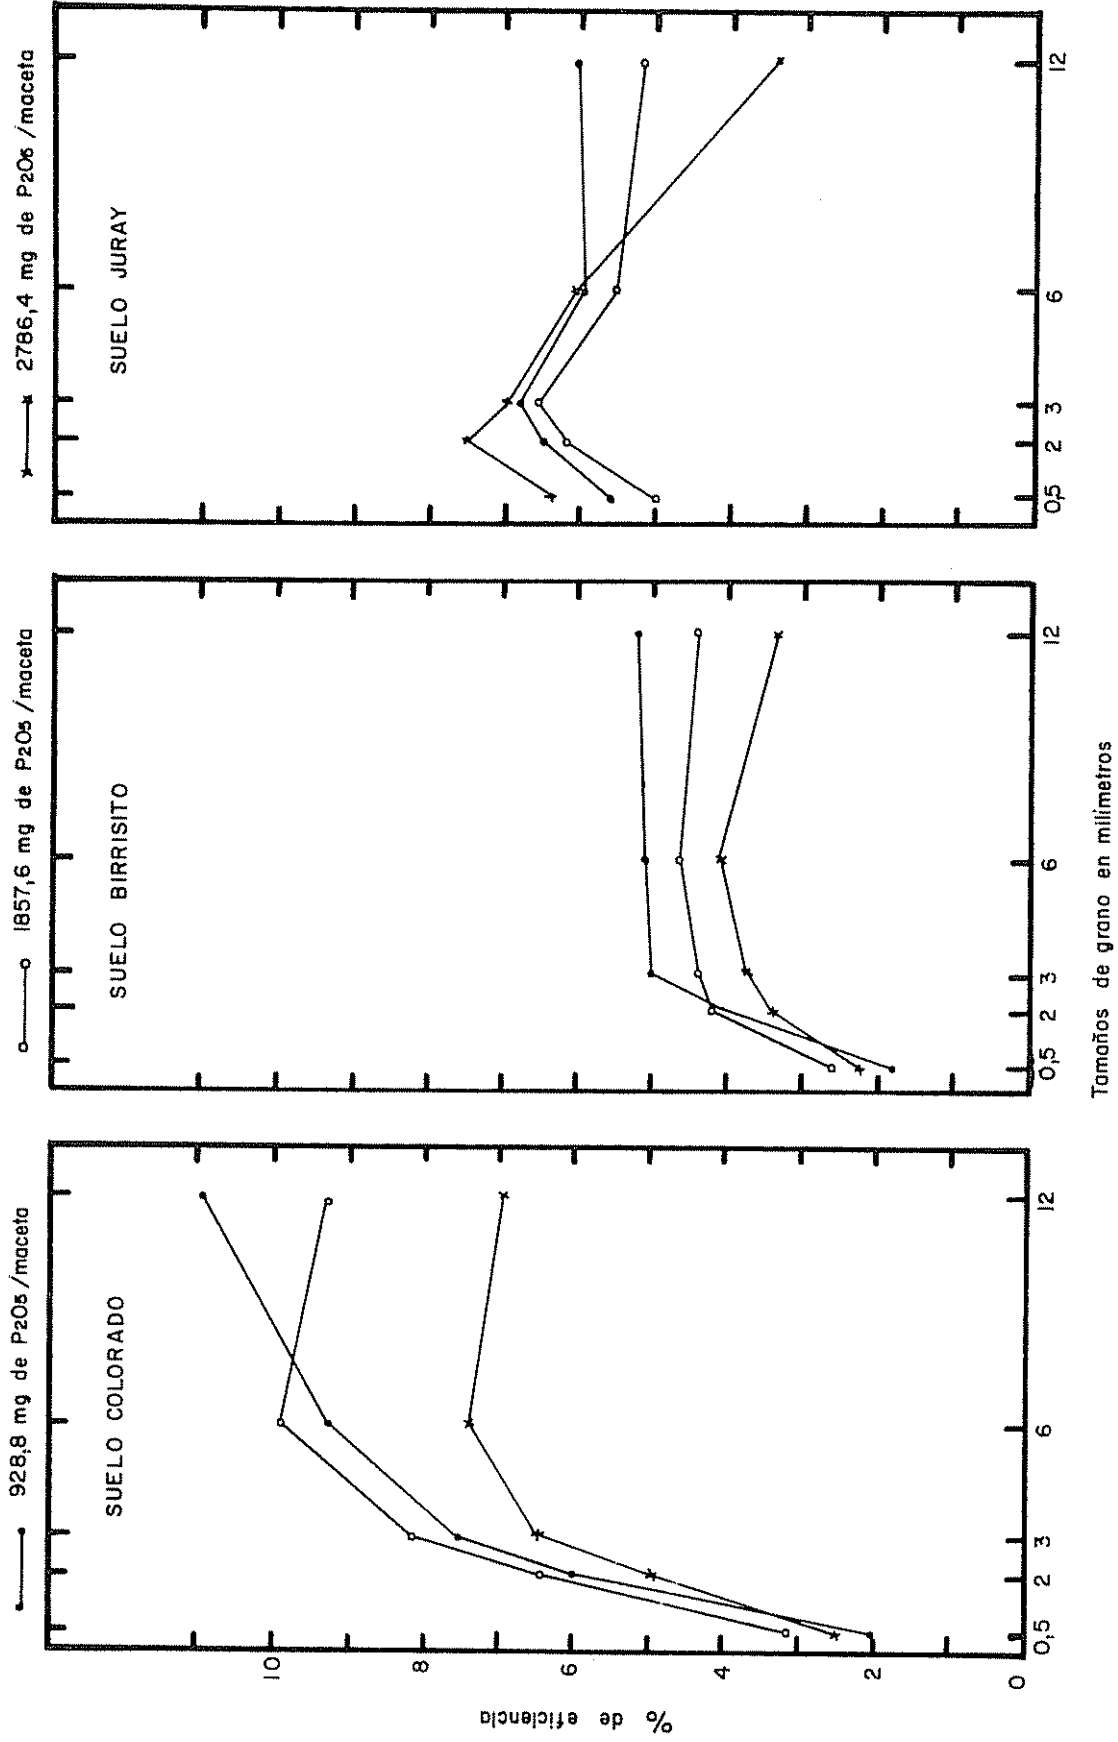 928,8 mg de P2O5/maceta
1857,6 mg de P2O5/maceta
2786,4 mg de P2O5/maceta
SUELO COLORADO
SUELO BIRRISITO
SUELO JURAY
% de eficiencia
10
8
6
4
2
0
0,5 2 3 6 12
0,5 2 3 6 12
0,5 2 3 6 12
Tamaños de grano en milímetros